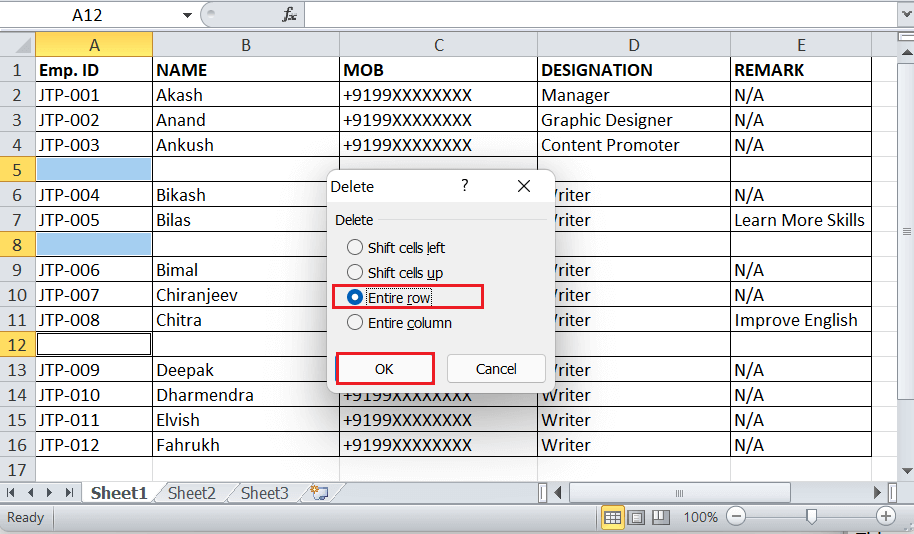 A12 fx
A B C D E
1 Emp. ID NAME MOB DESIGNATION REMARK
2 JTP-001 Akash +9199XXXXXXXX Manager N/A
3 JTP-002 Anand +9199XXXXXXXX Graphic Designer N/A
4 JTP-003 Ankush +9199XXXXXXXX Content Promoter N/A
5
6 JTP-004 Bikash Writer N/A
7 JTP-005 Bilas Writer Learn More Skills
8
9 JTP-006 Bimal Writer N/A
10 JTP-007 Chiranjeev Writer N/A
11 JTP-008 Chitra Writer Improve English
12
13 JTP-009 Deepak Writer N/A
14 JTP-010 Dharmendra +9199XXXXXXXX Writer N/A
15 JTP-011 Elvish +9199XXXXXXXX Writer N/A
16 JTP-012 Fahrukh +9199XXXXXXXX Writer N/A
17
Delete ?
Delete
Shift cells left
Shift cells up
Entire row
Entire column
OK Cancel
Sheet1 Sheet2 Sheet3
Ready 100%